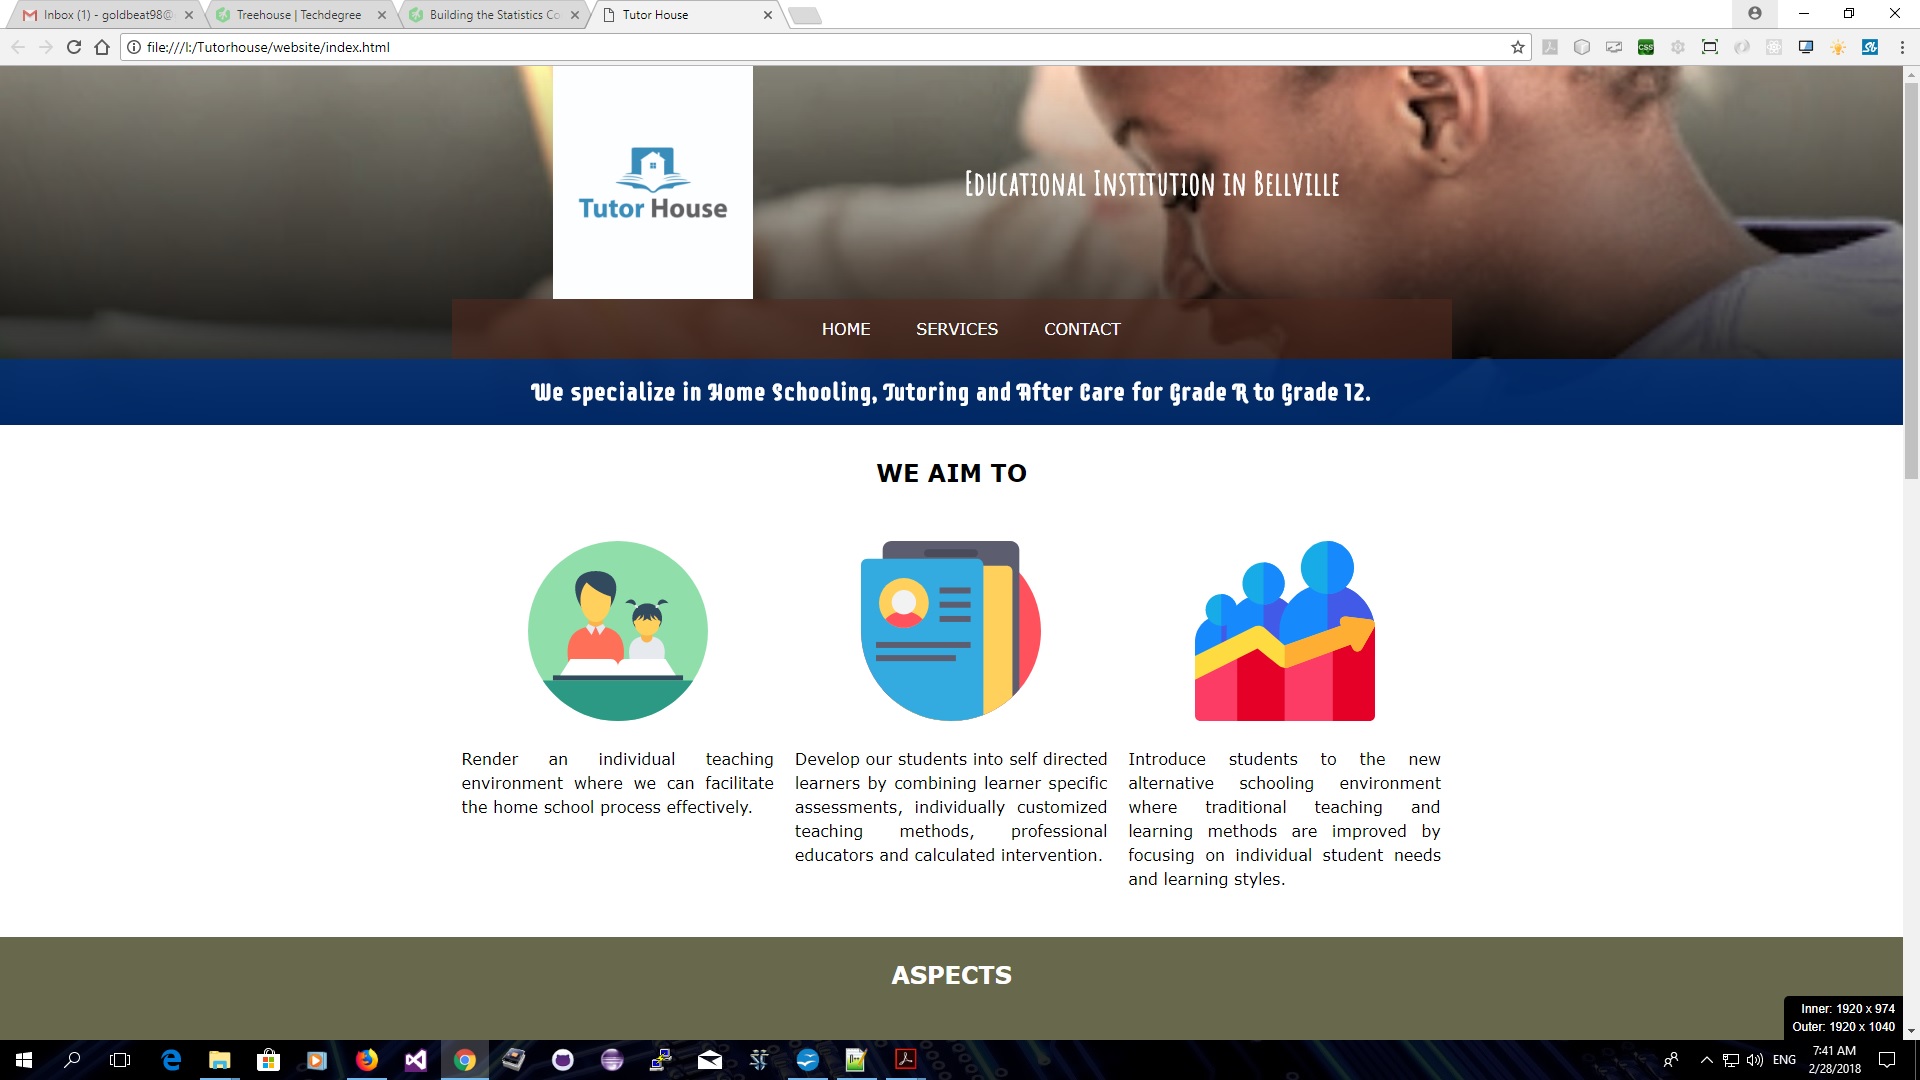 Inbox (1) - goldbeat98@
Treehouse | Techdegree
Building the Statistics Co
Tutor House
file:///I:/Tutorhouse/website/index.html
Tutor House
Educational Institution in Bellville
HOME SERVICES CONTACT
We specialize in Home Schooling, Tutoring and After Care for Grade R to Grade 12.
WE AIM TO
Render an individual teaching
environment where we can facilitate
the home school process effectively.
Develop our students into self directed
learners by combining learner specific
assessments, individually customized
teaching methods, professional
educators and calculated intervention.
Introduce students to the new
alternative schooling environment
where traditional teaching and
learning methods are improved by
focusing on individual student needs
and learning styles.
ASPECTS
Inner: 1920 x 974
Outer: 1920 x 1040
ENG
7:41 AM
2/28/2018